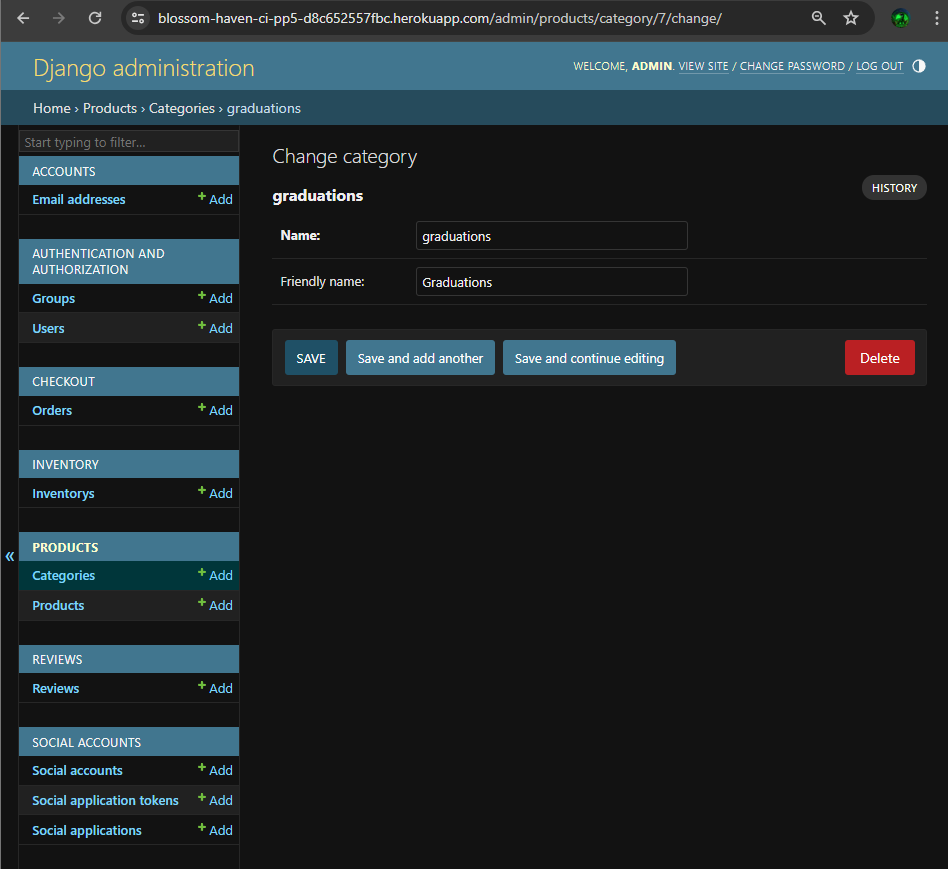 blossom-haven-ci-pp5-d8c652557fbc.herokuapp.com/admin/products/category/7/change/
Django administration
WELCOME, ADMIN. VIEW SITE / CHANGE PASSWORD / LOG OUT
Home › Products › Categories › graduations
Start typing to filter...
ACCOUNTS
Email addresses + Add
AUTHENTICATION AND
AUTHORIZATION
Groups + Add
Users + Add
CHECKOUT
Orders + Add
INVENTORY
Inventorys + Add
«
PRODUCTS
Categories + Add
Products + Add
REVIEWS
Reviews + Add
SOCIAL ACCOUNTS
Social accounts + Add
Social application tokens + Add
Social applications + Add
Change category
graduations
HISTORY
Name: graduations
Friendly name: Graduations
SAVE Save and add another Save and continue editing Delete